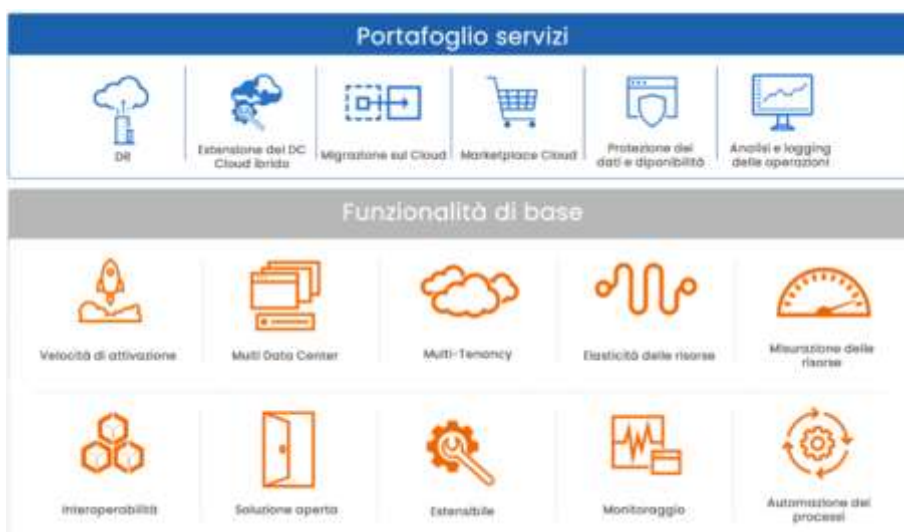 Portafoglio servizi
DR
Estensione del DC
Cloud ibrido
Migrazione sul Cloud
Marketplace Cloud
Protezione dei
dati e diponibilità
Analisi e logging
delle operazioni
Funzionalità di base
Velocità di attivazione
Multi Data Center
Multi-Tenancy
Elasticità delle risorse
Misurazione delle
risorse
Interoperabilità
Soluzione aperta
Estensibile
Monitoraggio
Automazione dei
processi